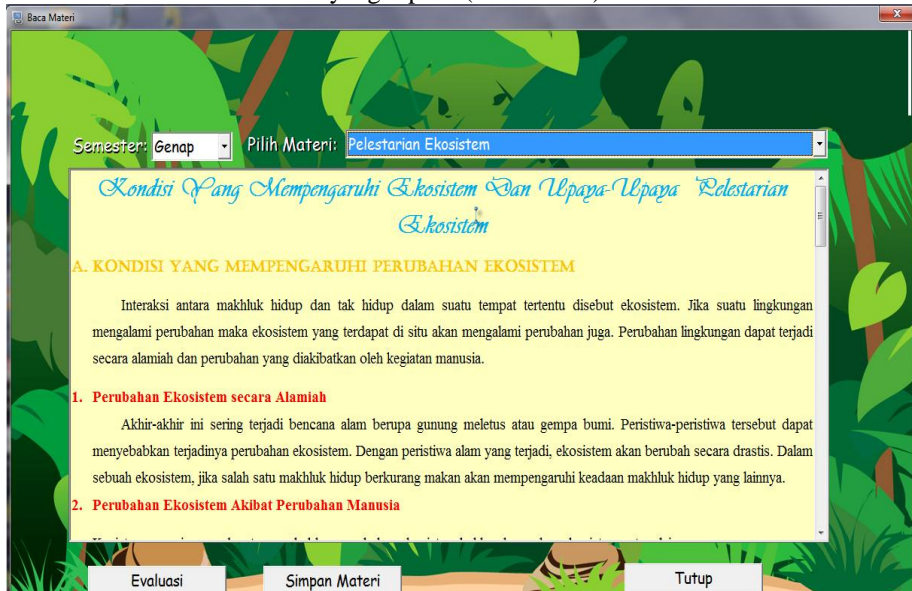 Baca Materi
Semester: Genap Pilih Materi: Pelestarian Ekosistem
Kondisi Yang Mempengaruhi Ekosistem Dan Upaya-Upaya Pelestarian
Ekosistem
A. KONDISI YANG MEMPENGARUHI PERUBAHAN EKOSISTEM
Interaksi antara makhluk hidup dan tak hidup dalam suatu tempat tertentu disebut ekosistem. Jika suatu lingkungan
mengalami perubahan maka ekosistem yang terdapat di situ akan mengalami perubahan juga. Perubahan lingkungan dapat terjadi
secara alamiah dan perubahan yang diakibatkan oleh kegiatan manusia.
1. Perubahan Ekosistem secara Alamiah
Akhir-akhir ini sering terjadi bencana alam berupa gunung meletus atau gempa bumi. Peristiwa-peristiwa tersebut dapat
menyebabkan terjadinya perubahan ekosistem. Dengan peristiwa alam yang terjadi, ekosistem akan berubah secara drastis. Dalam
sebuah ekosistem, jika salah satu makhluk hidup berkurang makan akan mempengaruhi keadaan makhluk hidup yang lainnya.
2. Perubahan Ekosistem Akibat Perubahan Manusia
Evaluasi Simpan Materi Tutup